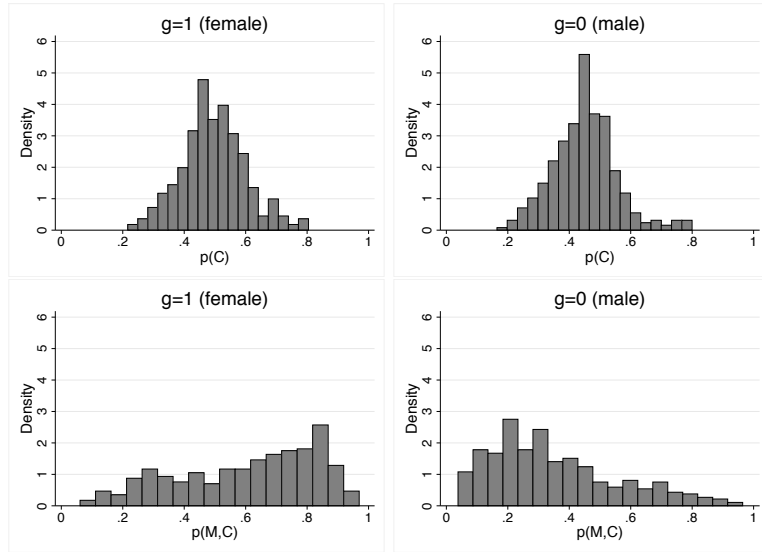 g=1 (female)
Density
0 1 2 3 4 5 6
0 .2 .4 .6 .8 1
p(C)
g=0 (male)
Density
0 1 2 3 4 5 6
0 .2 .4 .6 .8 1
p(C)
g=1 (female)
Density
0 1 2 3 4 5 6
0 .2 .4 .6 .8 1
p(M,C)
g=0 (male)
Density
0 1 2 3 4 5 6
0 .2 .4 .6 .8 1
p(M,C)